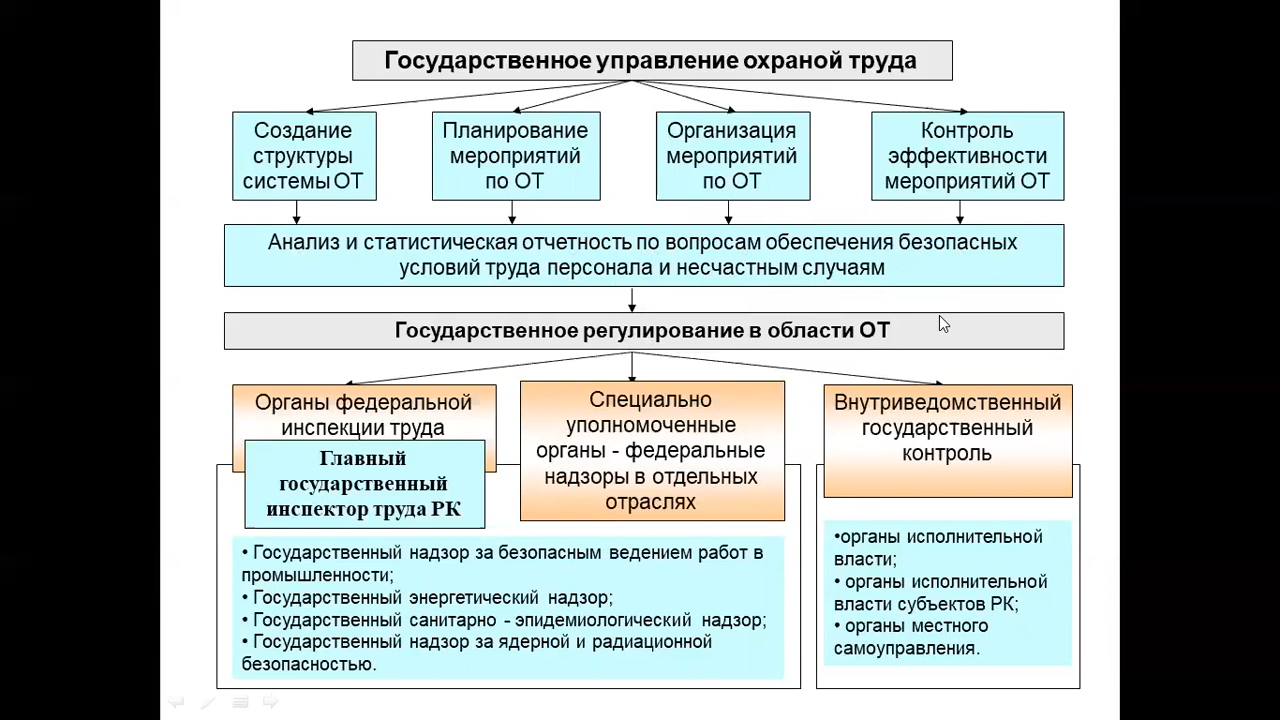 Государственное управление охраной труда
Создание
структуры
системы ОТ
Планирование
мероприятий
по ОТ
Организация
мероприятий
по ОТ
Контроль
эффективности
мероприятий ОТ
Анализ и статистическая отчетность по вопросам обеспечения безопасных
условий труда персонала и несчастным случаям
Государственное регулирование в области ОТ
Органы федеральной
инспекции труда
Главный
государственный
инспектор труда РК
Специально
уполномоченные
органы - федеральные
надзоры в отдельных
отраслях
Внутриведомственный
государственный
контроль
• Государственный надзор за безопасным ведением работ в
промышленности;
• Государственный энергетический надзор;
• Государственный санитарно - эпидемиологический надзор;
• Государственный надзор за ядерной и радиационной
безопасностью.
•органы исполнительной
власти;
• органы исполнительной
власти субъектов РК;
• органы местного
самоуправления.